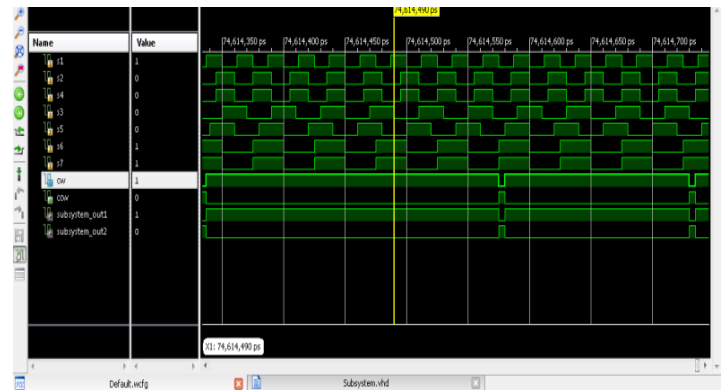 74,614,490 ps
Name Value
74,614,350 ps 74,614,400 ps 74,614,450 ps 74,614,500 ps 74,614,550 ps 74,614,600 ps 74,614,650 ps 74,614,700 ps
s1 1
s2 0
s4 0
s3 0
s5 0
s6 1
s7 1
cw 1
ccw 0
subsystem_out1 1
subsystem_out2 0
X1: 74,614,490 ps
Default.wcfg Subsystem.vhd